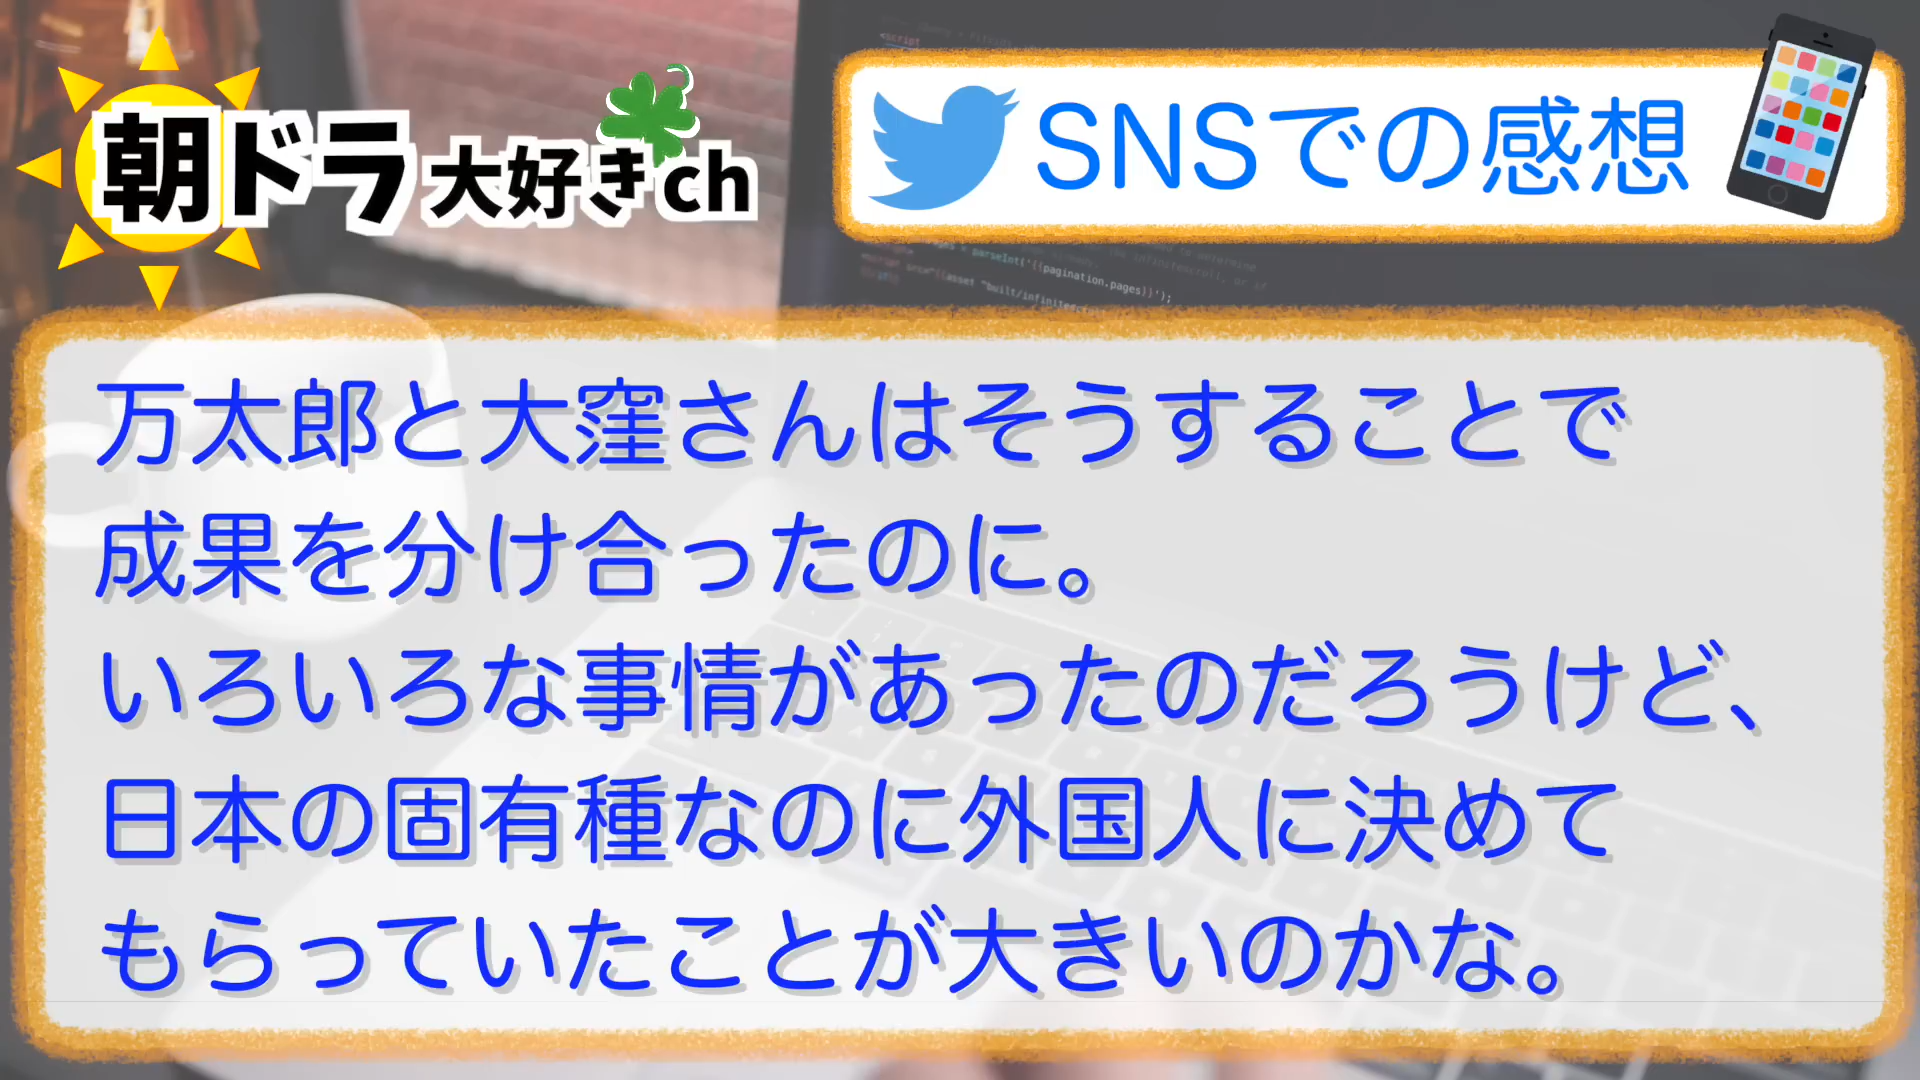 朝ドラ大好きch
SNSでの感想
<script
parseInt('{{pagination.pages}}');
万太郎と大窪さんはそうすることで
成果を分け合ったのに。
いろいろな事情があったのだろうけど、
日本の固有種なのに外国人に決めて
もらっていたことが大きいのかな。